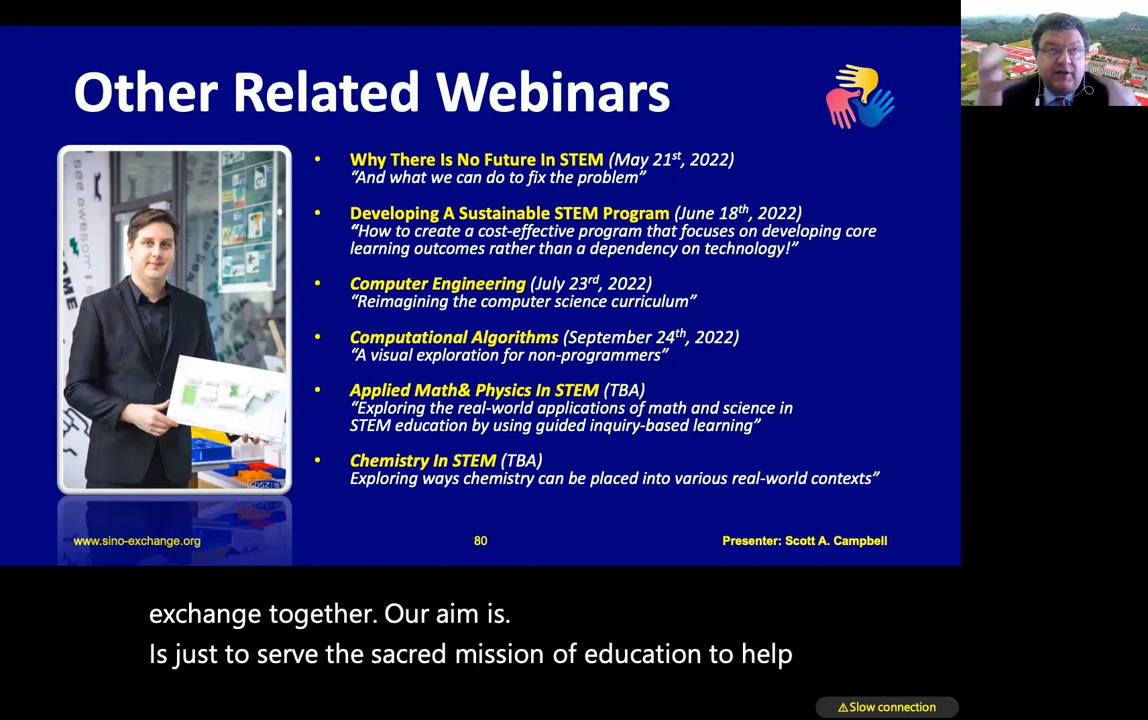 Other Related Webinars
• Why There Is No Future In STEM (May 21st, 2022)
“And what we can do to fix the problem”
• Developing A Sustainable STEM Program (June 18th, 2022)
“How to create a cost-effective program that focuses on developing core
learning outcomes rather than a dependency on technology!”
• Computer Engineering (July 23rd, 2022)
“Reimagining the computer science curriculum”
• Computational Algorithms (September 24th, 2022)
“A visual exploration for non-programmers”
• Applied Math& Physics In STEM (TBA)
“Exploring the real-world applications of math and science in
STEM education by using guided inquiry-based learning”
• Chemistry In STEM (TBA)
Exploring ways chemistry can be placed into various real-world contexts”
www.sino-exchange.org
80
Presenter: Scott A. Campbell
exchange together. Our aim is.
Is just to serve the sacred mission of education to help
⚠Slow connection